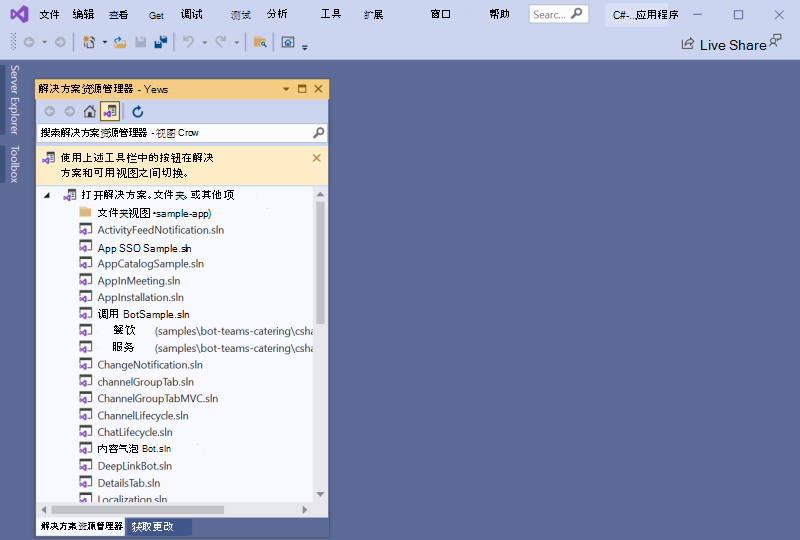 文件 编辑 查看 Get 调试 测试 分析 工具 扩展 窗口 帮助 Searc... C#-...应用程序
Live Share
Server Explorer
Toolbox
解决方案资源管理器 - Yews
搜索解决方案资源管理器 - 视图 Crow
使用上述工具栏中的按钮在解决
方案和可用视图之间切换。
打开解决方案。文件夹。或其他项
文件夹视图 -sample-app)
ActivityFeedNotification.sln
App SSO Sample.sln
AppCatalogSample.sln
AppInMeeting.sln
AppInstallation.sln
调用 BotSample.sln
餐饮 (samples\bot-teams-catering\csha
服务 (samples\bot-teams-catering\csha
ChangeNotification.sln
channelGroupTab.sln
ChannelGroupTabMVC.sln
ChannelLifecycle.sln
ChatLifecycle.sln
内容气泡 Bot.sln
DeepLinkBot.sln
DetailsTab.sln
Localization.sln
解决方案资源管理器 获取更改